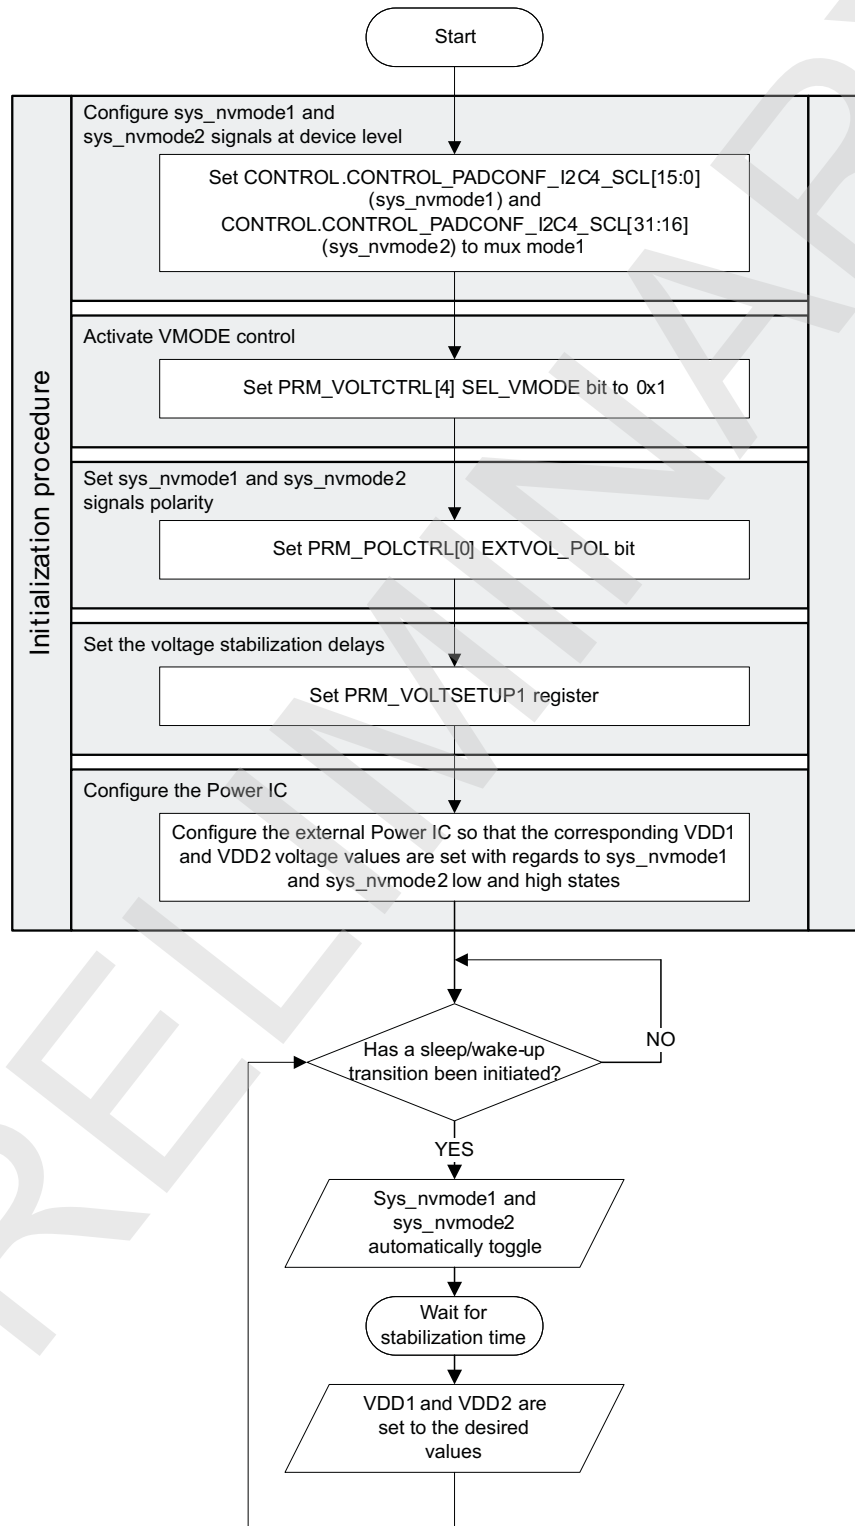 Start
Configure sys_nvmode1 and
sys_nvmode2 signals at device level
Set CONTROL.CONTROL_PADCONF_I2C4_SCL[15:0]
(sys_nvmode1) and
CONTROL.CONTROL_PADCONF_I2C4_SCL[31:16]
(sys_nvmode2) to mux mode1
Activate VMODE control
Set PRM_VOLTCTRL[4] SEL_VMODE bit to 0x1
Initialization procedure
Set sys_nvmode1 and sys_nvmode2
signals polarity
Set PRM_POLCTRL[0] EXTVOL_POL bit
Set the voltage stabilization delays
Set PRM_VOLTSETUP1 register
Configure the Power IC
Configure the external Power IC so that the corresponding VDD1
and VDD2 voltage values are set with regards to sys_nvmode1
and sys_nvmode2 low and high states
NO
Has a sleep/wake-up
transition been initiated?
YES
Sys_nvmode1 and
sys_nvmode2
automatically toggle
Wait for
stabilization time
VDD1 and VDD2 are
set to the desired
values
RELIMINAR